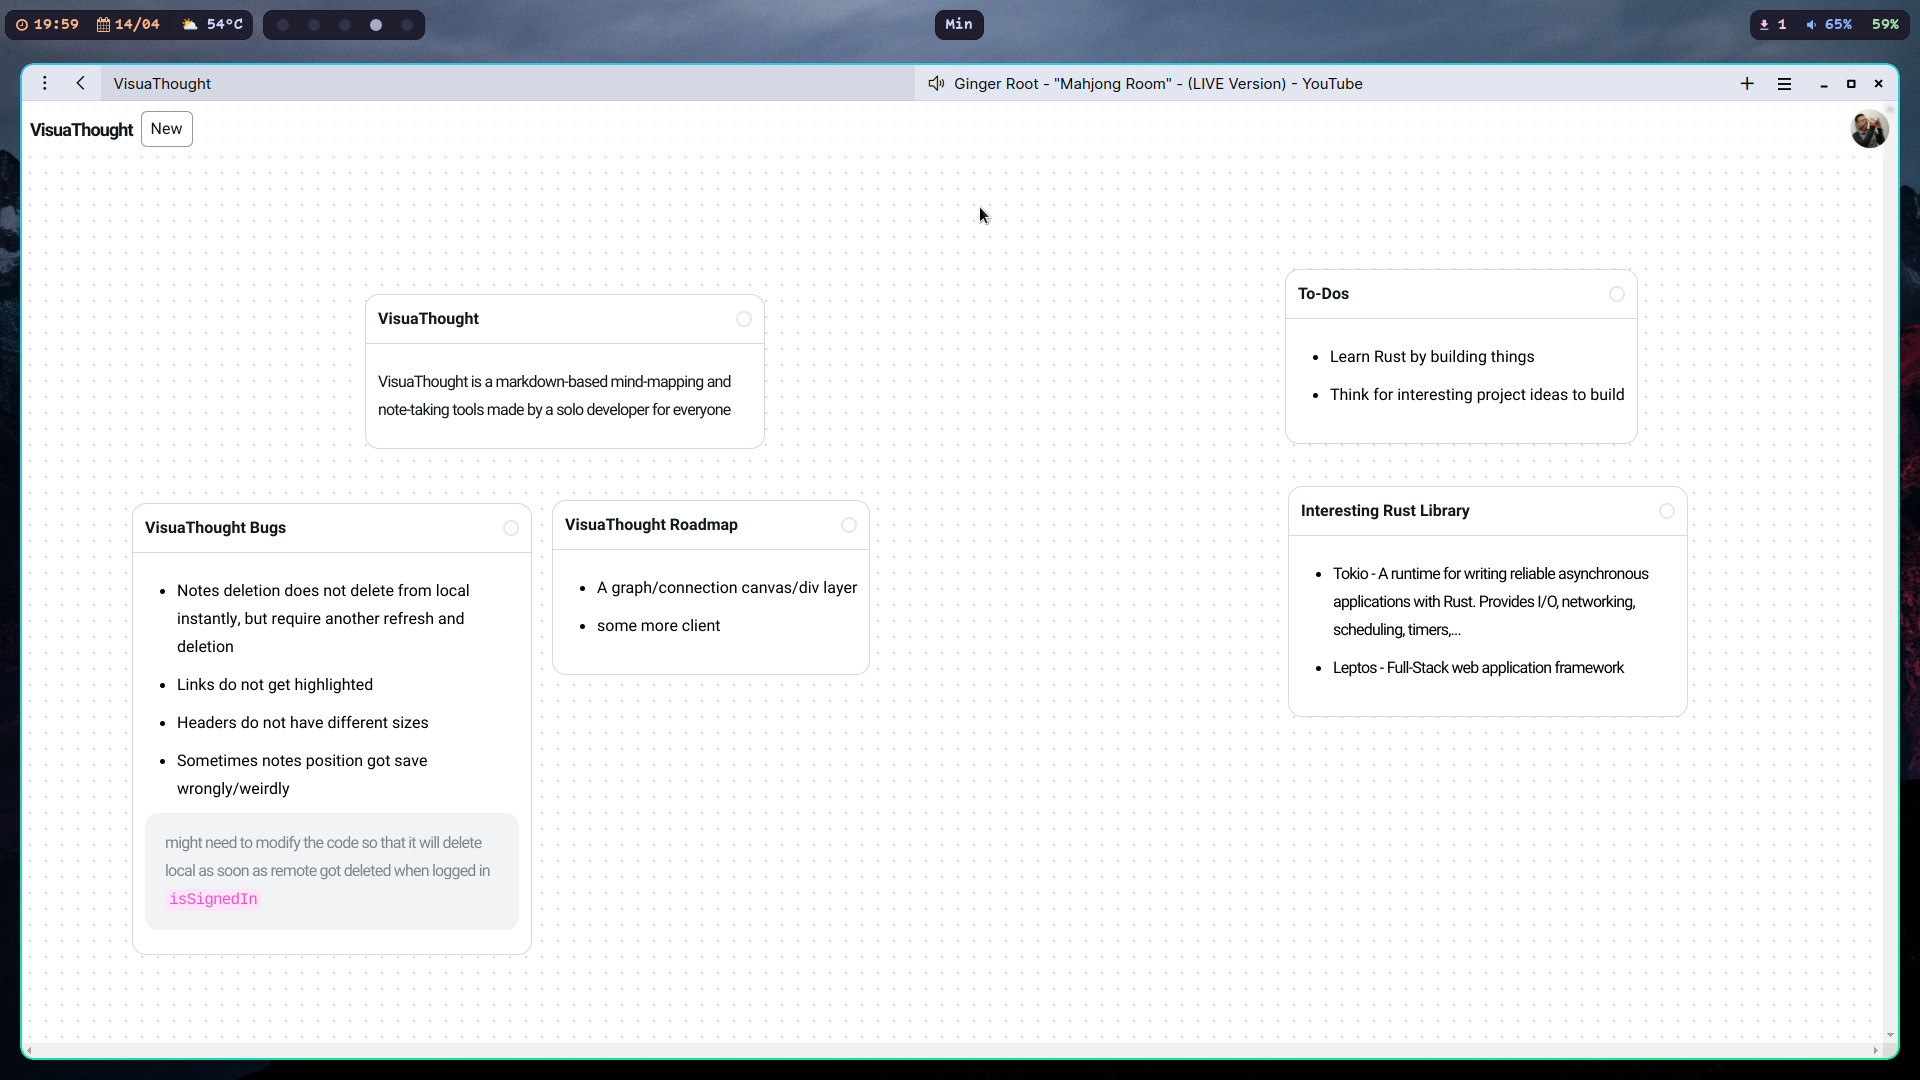 19:59 14/04 54°C
Min
1 65% 59%
VisuaThought
Ginger Root - "Mahjong Room" - (LIVE Version) - YouTube
VisuaThought New
VisuaThought
VisuaThought is a markdown-based mind-mapping and
note-taking tools made by a solo developer for everyone
To-Dos
• Learn Rust by building things
• Think for interesting project ideas to build
VisuaThought Bugs
• Notes deletion does not delete from local
instantly, but require another refresh and
deletion
• Links do not get highlighted
• Headers do not have different sizes
• Sometimes notes position got save
wrongly/weirdly
might need to modify the code so that it will delete
local as soon as remote got deleted when logged in
isSignedIn
VisuaThought Roadmap
• A graph/connection canvas/div layer
• some more client
Interesting Rust Library
• Tokio - A runtime for writing reliable asynchronous
applications with Rust. Provides I/O, networking,
scheduling, timers,...
• Leptos - Full-Stack web application framework